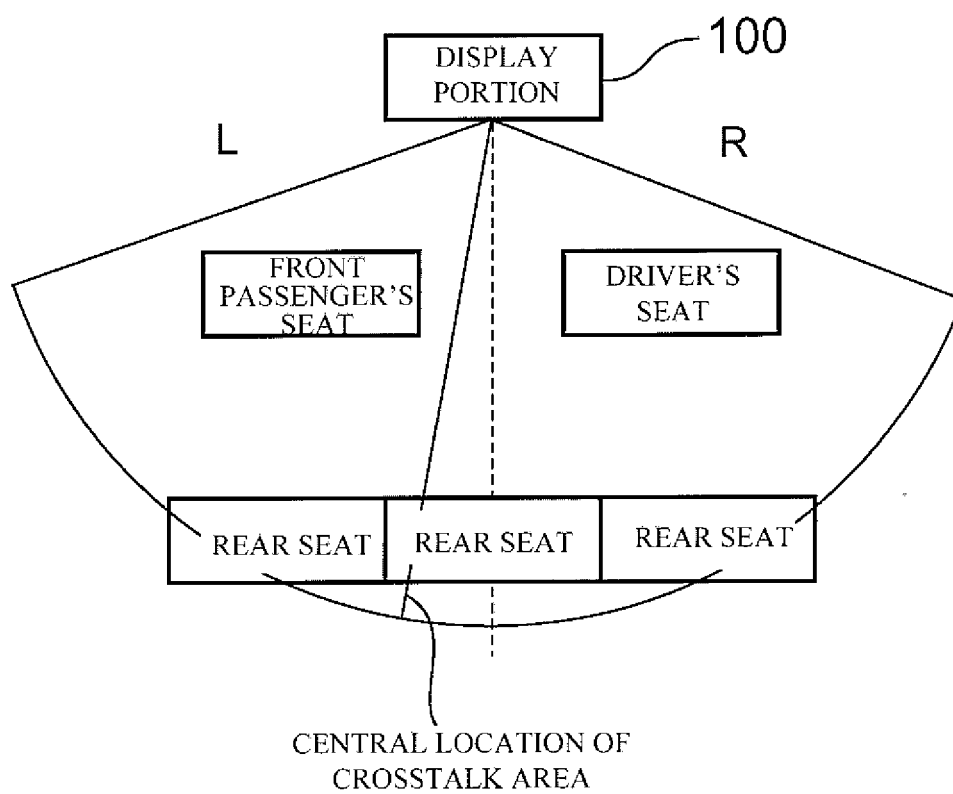 DISPLAY
PORTION
100
L
R
FRONT
PASSENGER'S
SEAT
DRIVER'S
SEAT
REAR SEAT
REAR SEAT
REAR SEAT
CENTRAL LOCATION OF
CROSSTALK AREA